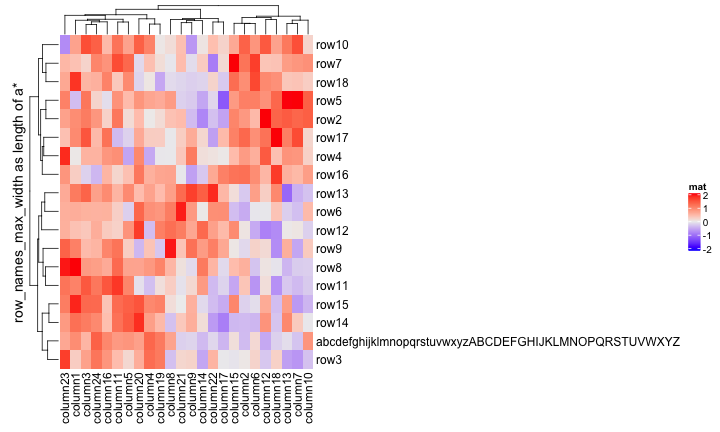 row_names_max_width as length of a*
row10
row7
row18
row5
row2
row17
row4
row16
row13
row6
row12
row9
row8
row11
row15
row14
abcdefghijklmnopqrstuvwxyzABCDEFGHIJKLMNOPQRSTUVWXYZ
row3
column23
column1
column3
column24
column16
column11
column5
column20
column4
column19
column8
column21
column9
column14
column22
column17
column15
column2
column6
column12
column18
column13
column7
column10
mat
2
1
0
-1
-2